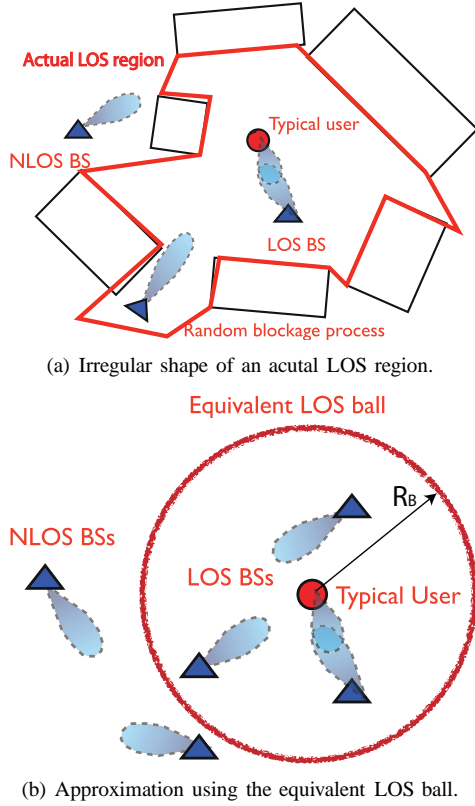 Actual LOS region
Typical user
NLOS BS
LOS BS
Random blockage process
(a) Irregular shape of an acutal LOS region.
Equivalent LOS ball
RB
NLOS BSs
LOS BSs
Typical User
(b) Approximation using the equivalent LOS ball.